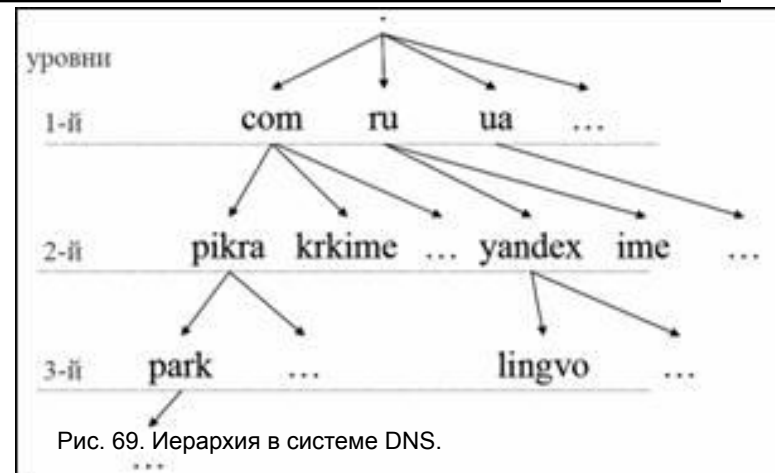 .
уровни
1-й com ru ua ...
2-й pikra krkime ... yandex ime ...
3-й park ... lingvo ...
Рис. 69. Иерархия в системе DNS.
...